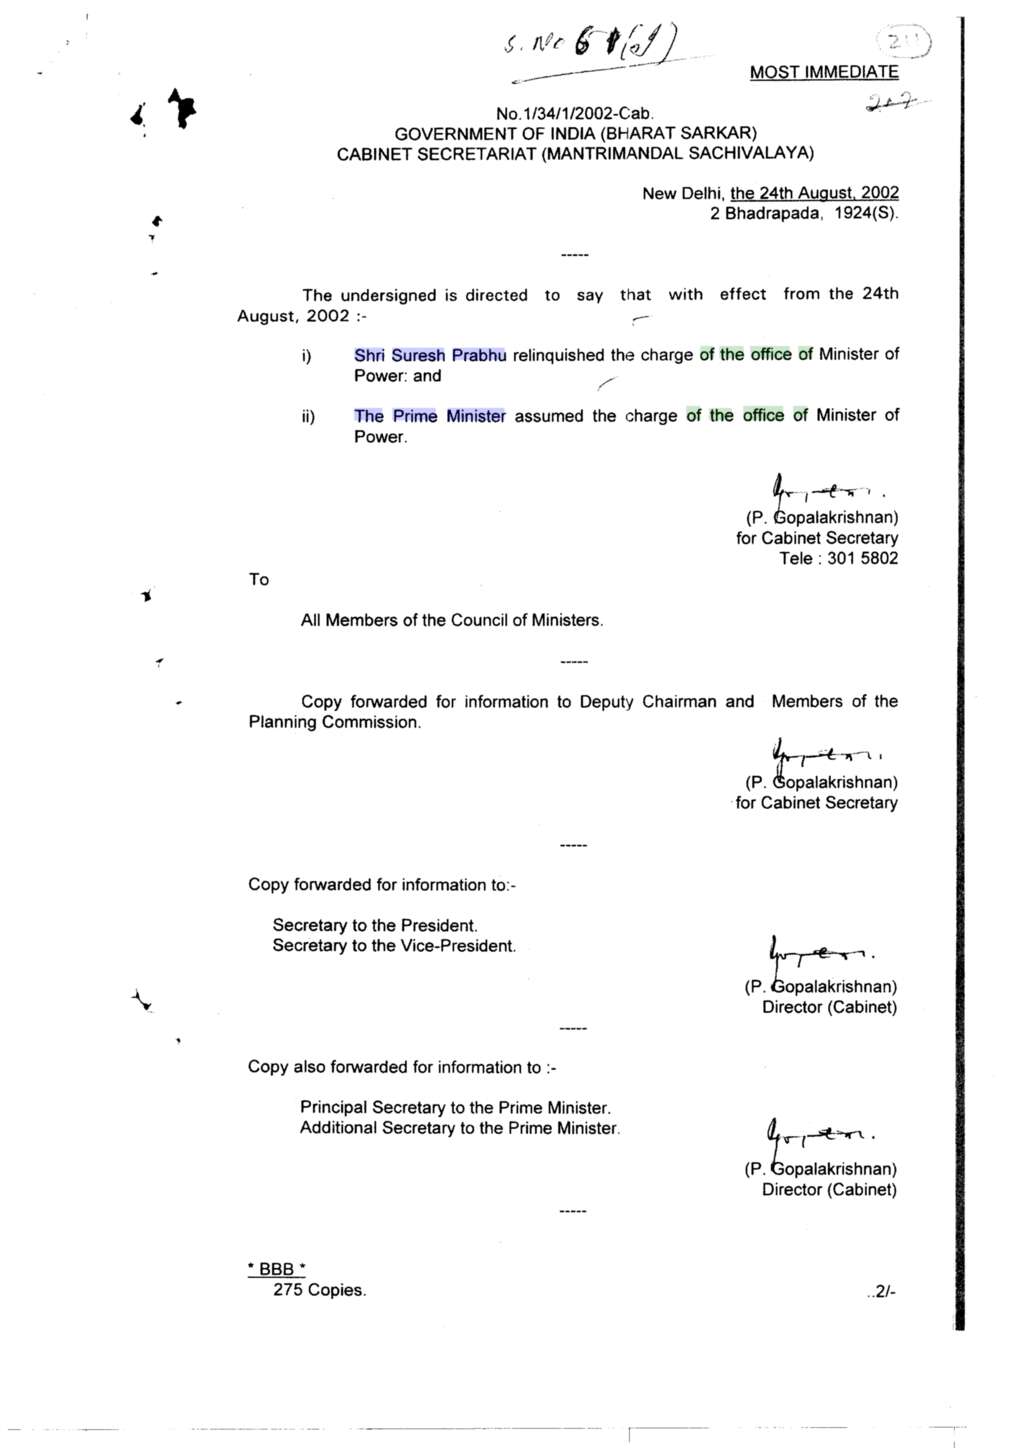 S. No 61(a)
211
MOST IMMEDIATE
207
No.1/34/1/2002-Cab.
GOVERNMENT OF INDIA (BHARAT SARKAR)
CABINET SECRETARIAT (MANTRIMANDAL SACHIVALAYA)
New Delhi, the 24th August, 2002
2 Bhadrapada, 1924(S).
-----
The undersigned is directed to say that with effect from the 24th
August, 2002 :-
i) Shri Suresh Prabhu relinquished the charge of the office of Minister of
Power: and
ii) The Prime Minister assumed the charge of the office of Minister of
Power.
(P. Gopalakrishnan)
for Cabinet Secretary
Tele : 301 5802
To
All Members of the Council of Ministers.
-----
Copy forwarded for information to Deputy Chairman and Members of the
Planning Commission.
(P. Gopalakrishnan)
for Cabinet Secretary
-----
Copy forwarded for information to:-
Secretary to the President.
Secretary to the Vice-President.
(P. Gopalakrishnan)
Director (Cabinet)
-----
Copy also forwarded for information to :-
Principal Secretary to the Prime Minister.
Additional Secretary to the Prime Minister.
(P. Gopalakrishnan)
Director (Cabinet)
-----
* BBB *
275 Copies.
..2/-